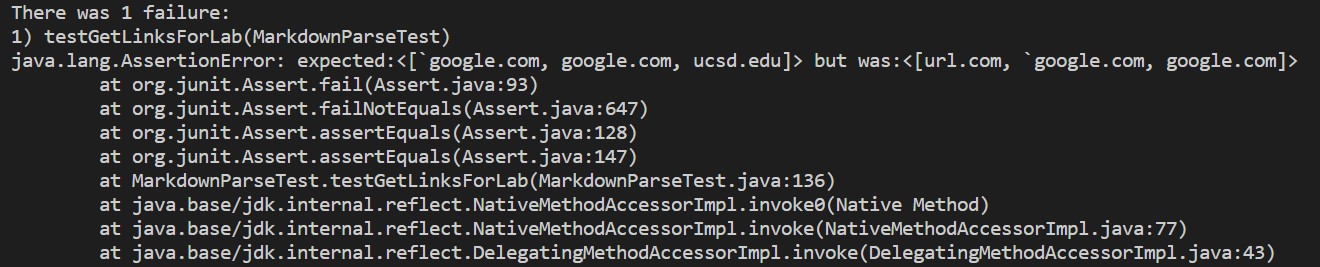 There was 1 failure:
1) testGetLinksForLab(MarkdownParseTest)
java.lang.AssertionError: expected:<[`google.com, google.com, ucsd.edu]> but was:<[url.com, `google.com, google.com]>
        at org.junit.Assert.fail(Assert.java:93)
        at org.junit.Assert.failNotEquals(Assert.java:647)
        at org.junit.Assert.assertEquals(Assert.java:128)
        at org.junit.Assert.assertEquals(Assert.java:147)
        at MarkdownParseTest.testGetLinksForLab(MarkdownParseTest.java:136)
        at java.base/jdk.internal.reflect.NativeMethodAccessorImpl.invoke0(Native Method)
        at java.base/jdk.internal.reflect.NativeMethodAccessorImpl.invoke(NativeMethodAccessorImpl.java:77)
        at java.base/jdk.internal.reflect.DelegatingMethodAccessorImpl.invoke(DelegatingMethodAccessorImpl.java:43)